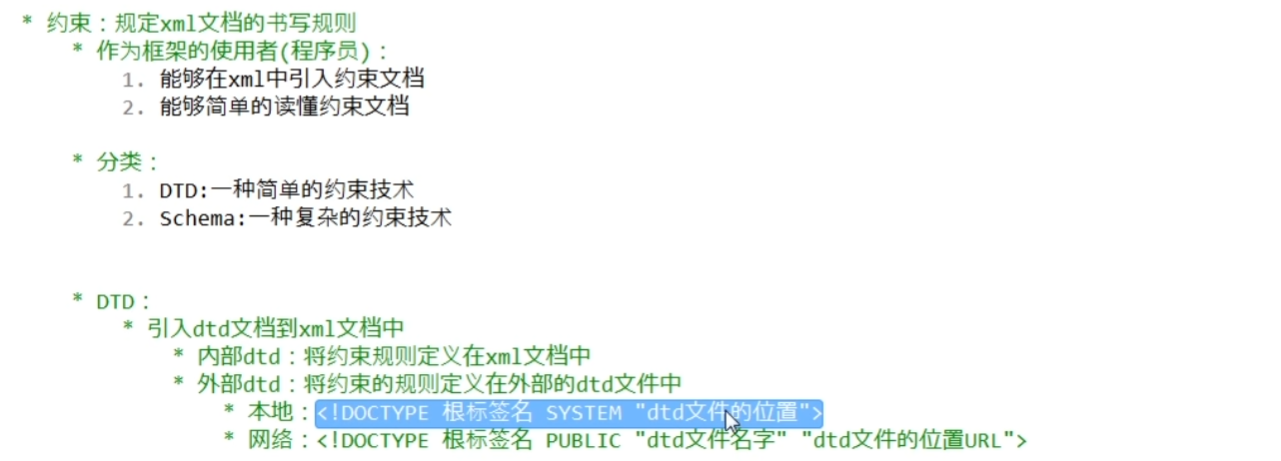 * 约束：规定xml文档的书写规则
* 作为框架的使用者(程序员)：
1. 能够在xml中引入约束文档
2. 能够简单的读懂约束文档
* 分类：
1. DTD:一种简单的约束技术
2. Schema:一种复杂的约束技术
* DTD：
* 引入dtd文档到xml文档中
* 内部dtd：将约束规则定义在xml文档中
* 外部dtd：将约束的规则定义在外部的dtd文件中
* 本地：<!DOCTYPE 根标签名 SYSTEM "dtd文件的位置">
* 网络：<!DOCTYPE 根标签名 PUBLIC "dtd文件名字" "dtd文件的位置URL">